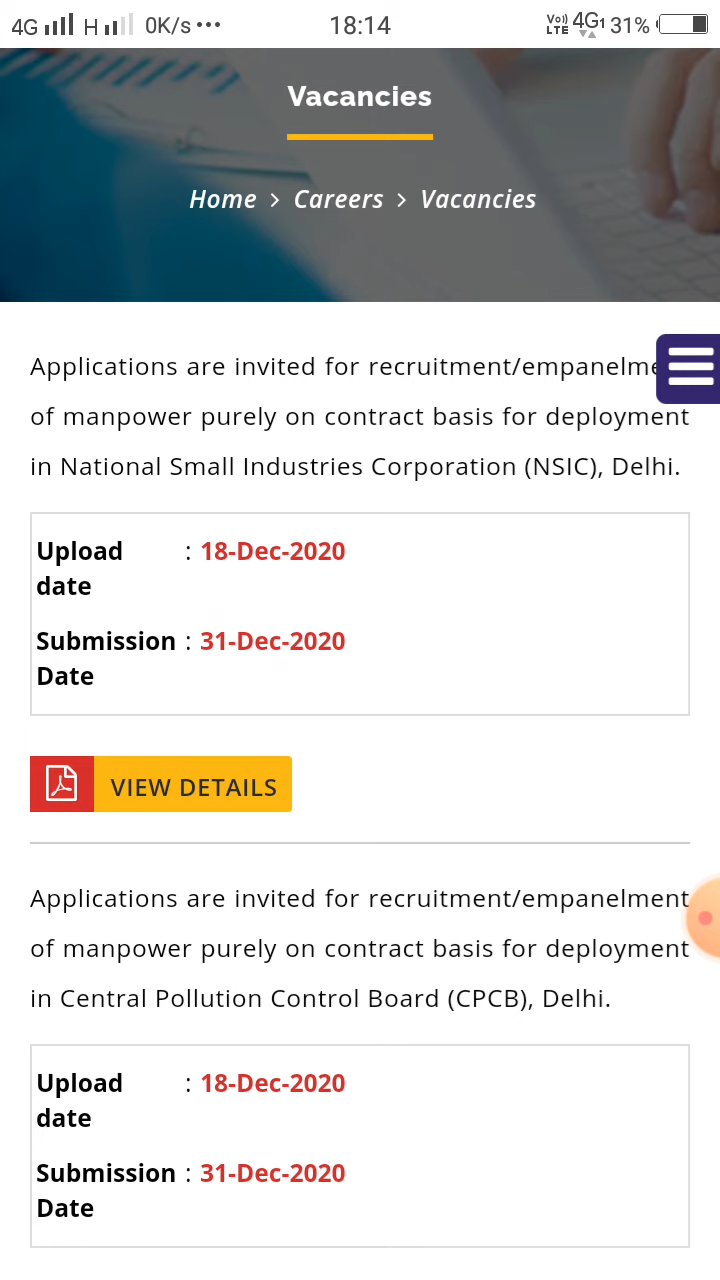 4G H 0K/s ... 18:14 Vo)) LTE 4G1 31%
Vacancies
Home > Careers > Vacancies
Applications are invited for
of manpower purely on contract basis for deployment
in National Small Industries Corporation (NSIC), Delhi.
Upload : 18-Dec-2020
date
Submission : 31-Dec-2020
Date
VIEW DETAILS
Applications are invited for recruitment/empanelment
of manpower purely on contract basis for deployment
in Central Pollution Control Board (CPCB), Delhi.
Upload : 18-Dec-2020
date
Submission : 31-Dec-2020
Date